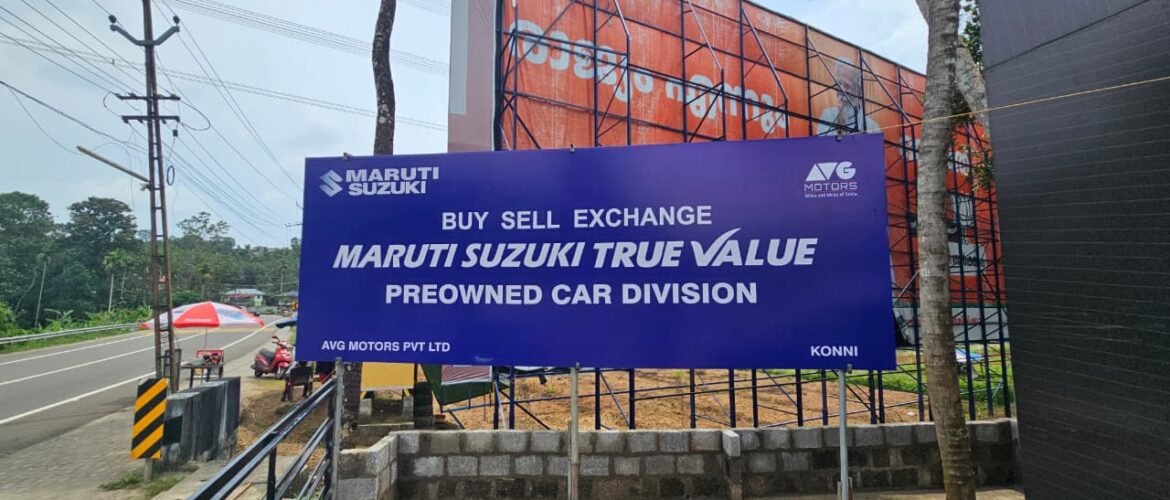 MARUTI
SUZUKI
AVG
MOTORS
BUY SELL EXCHANGE
MARUTI SUZUKI TRUE VALUE
PREOWNED CAR DIVISION
AVG MOTORS PVT LTD
KONNI